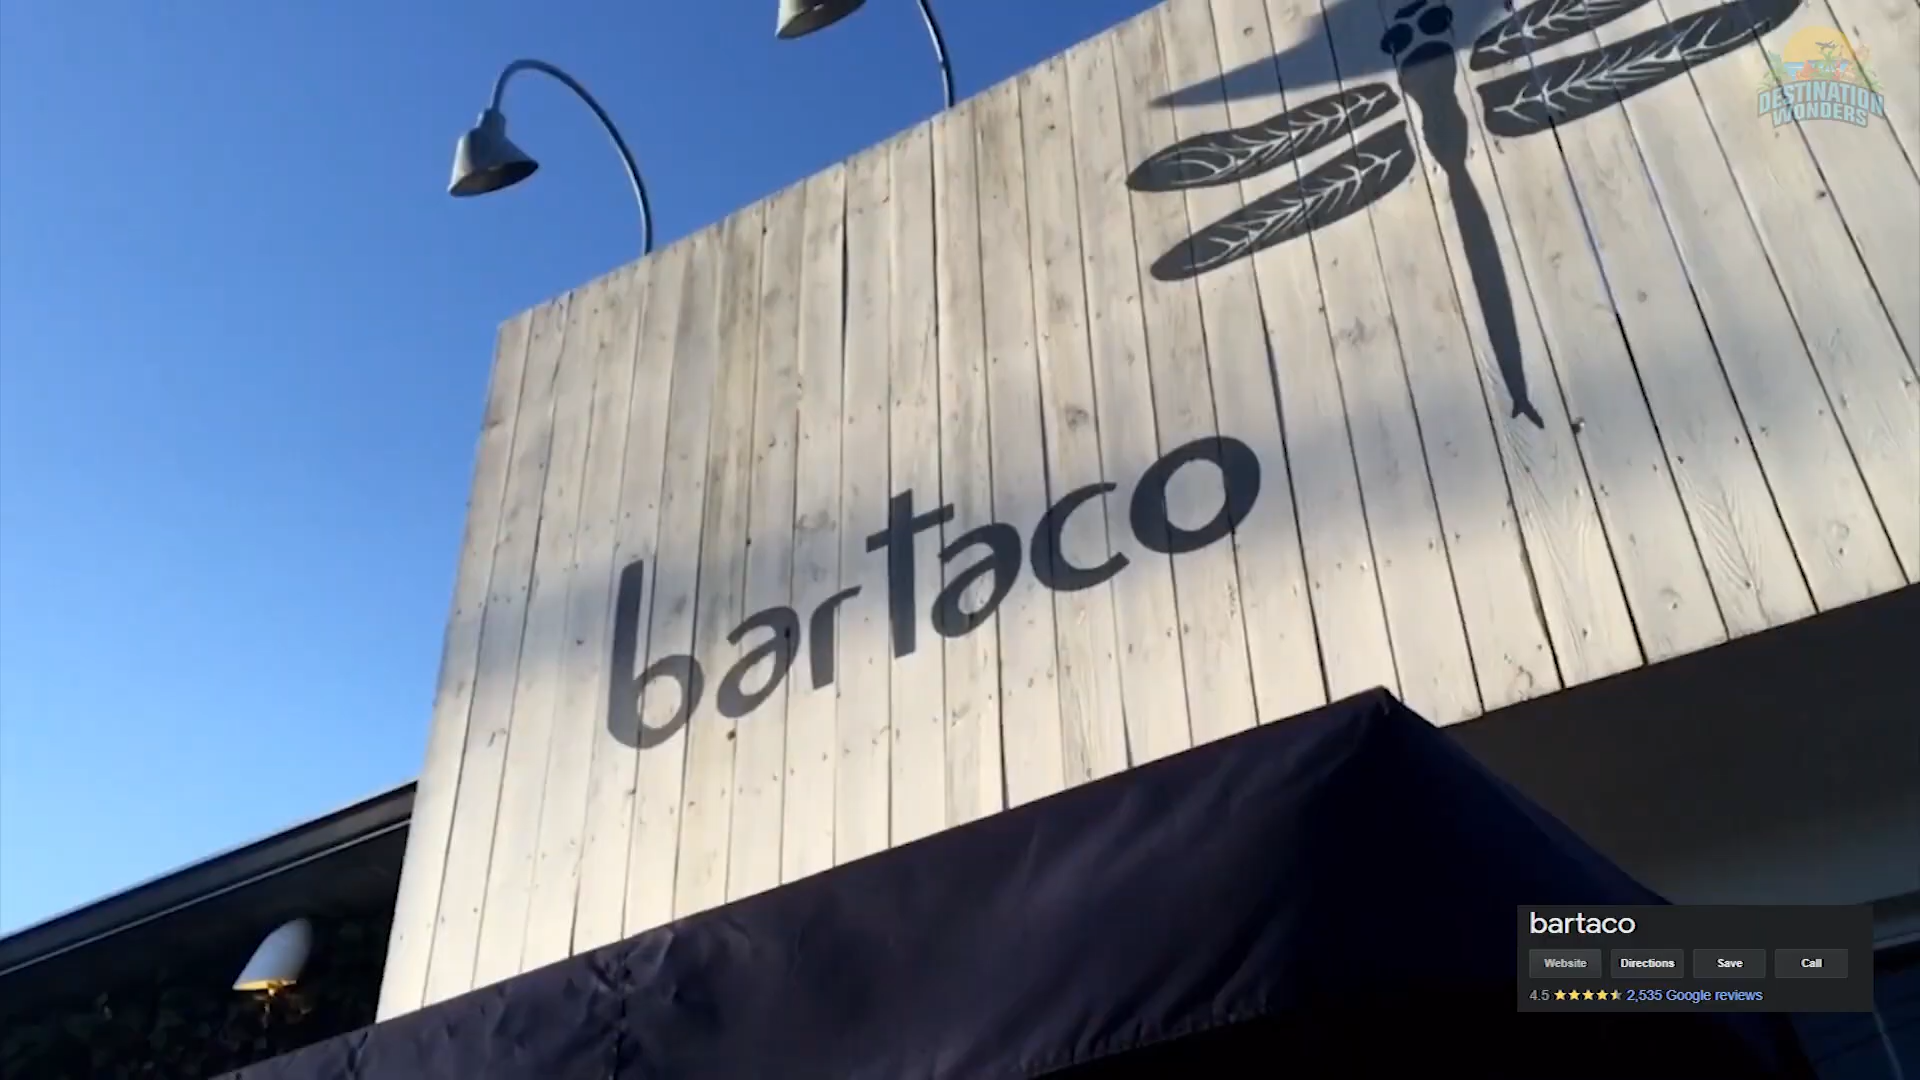 DESTINATION
WONDERS
bartaco
bartaco
Website Directions Save Call
4.5 2,535 Google reviews